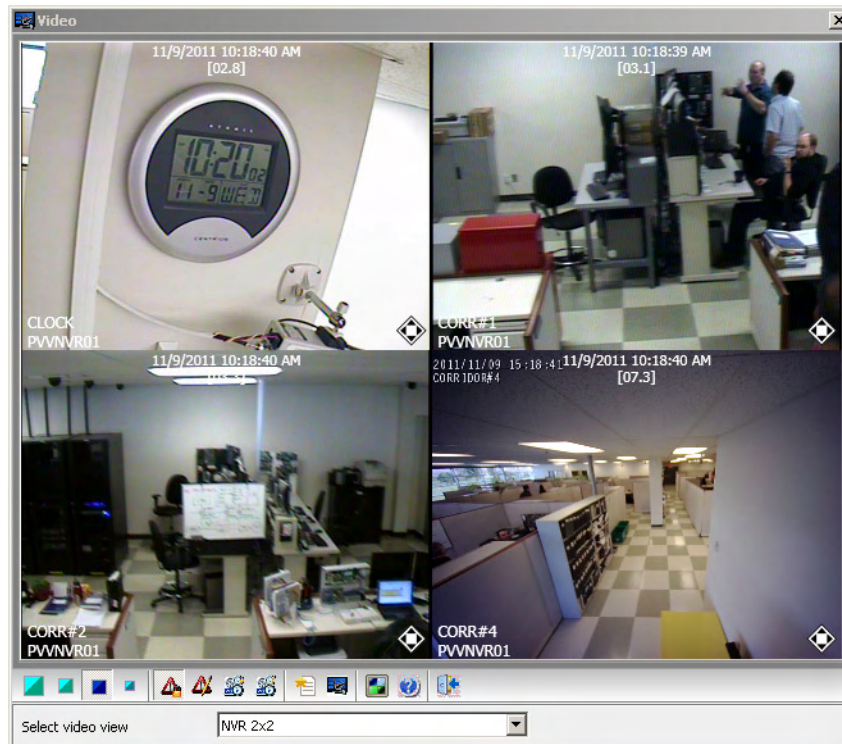 Video
11/9/2011 10:18:40 AM
[02.8]
ATOMIC
10:20 02
11-9 WED
CENTRIOS
CLOCK
PVVNVR01
11/9/2011 10:18:39 AM
[03.1]
CORR#1
PVVNVR01
11/9/2011 10:18:40 AM
CORR#2
PVVNVR01
2011/11/09 15:18:41
CORRIDOR#4
11/9/2011 10:18:40 AM
[07.3]
CORR#4
PVVNVR01
Select video view
NVR 2x2